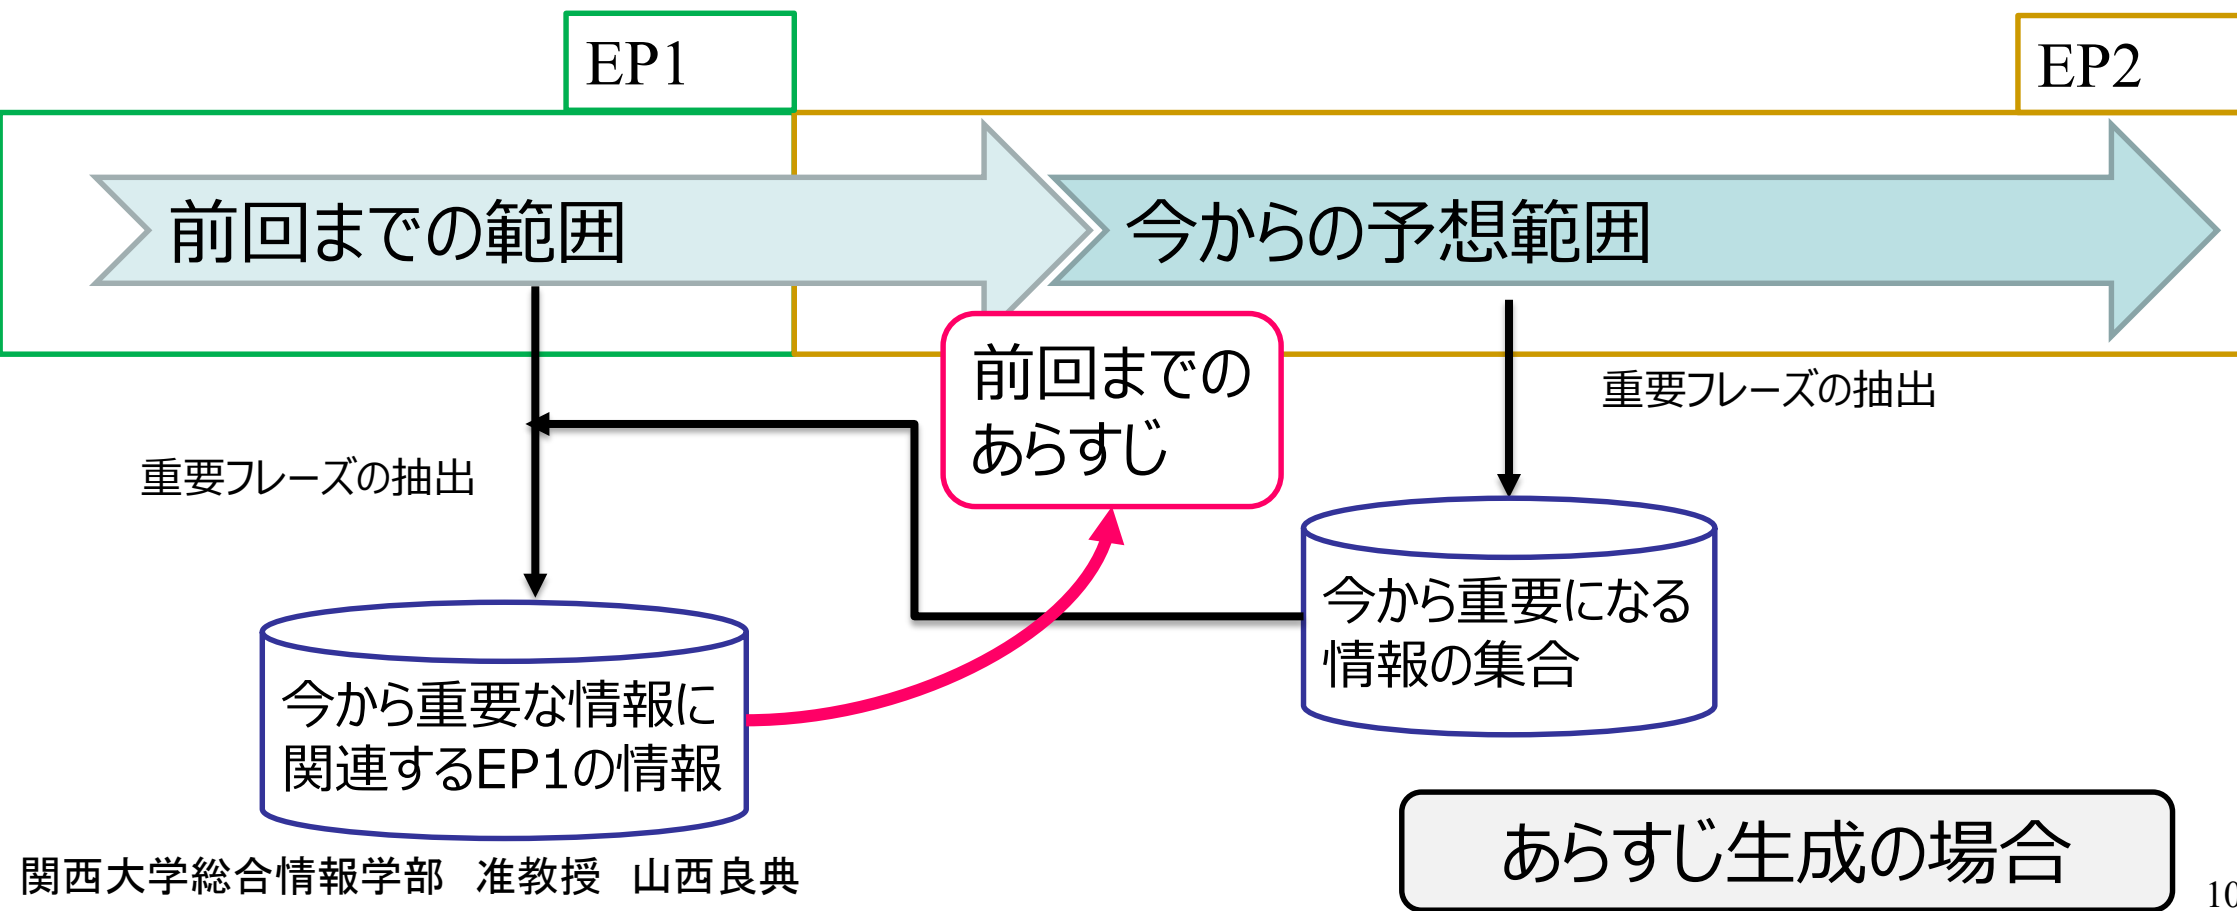 EP1
EP2
前回までの範囲
今からの予想範囲
前回までの
あらすじ
重要フレーズの抽出
重要フレーズの抽出
今から重要になる
情報の集合
今から重要な情報に
関連するEP1の情報
あらすじ生成の場合
関西大学総合情報学部　准教授　山西良典
10